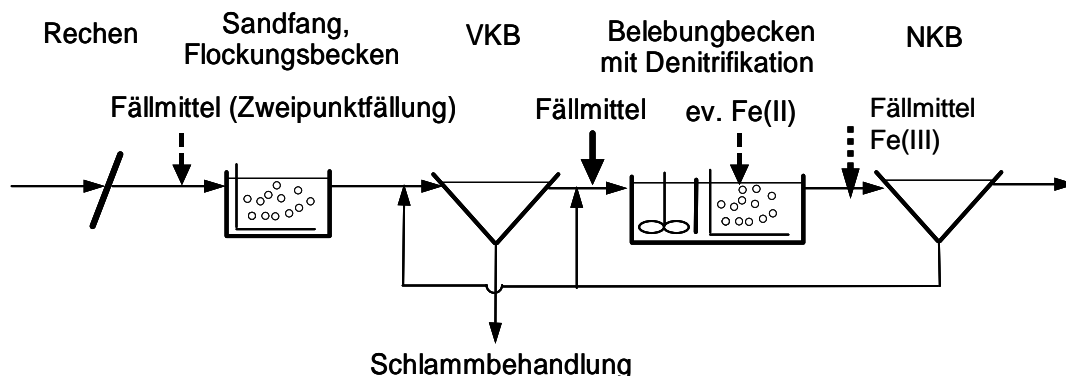 Rechen
Sandfang,
Flockungsbecken
VKB
Belebungbecken
mit Denitrifikation
NKB
Fällmittel (Zweipunktfällung)
Fällmittel
ev. Fe(II)
Fällmittel
Fe(III)
Schlammbehandlung